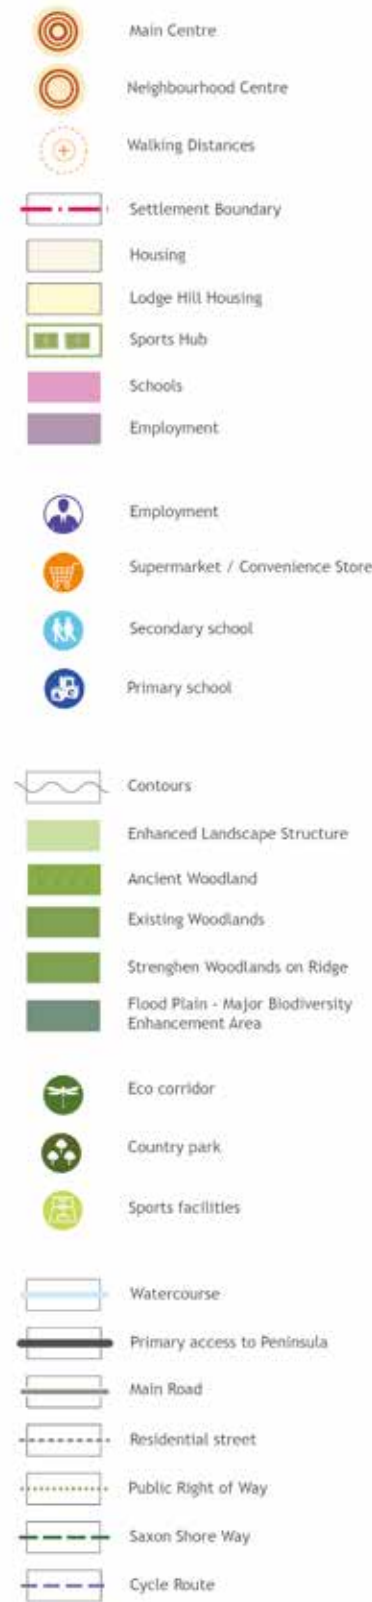 Main Centre
Neighbourhood Centre
Walking Distances
Settlement Boundary
Housing
Lodge Hill Housing
Sports Hub
Schools
Employment
Employment
Supermarket / Convenience Store
Secondary school
Primary school
Contours
Enhanced Landscape Structure
Ancient Woodland
Existing Woodlands
Strenghen Woodlands on Ridge
Flood Plain - Major Biodiversity
Enhancement Area
Eco corridor
Country park
Sports facilities
Watercourse
Primary access to Peninsula
Main Road
Residential street
Public Right of Way
Saxon Shore Way
Cycle Route